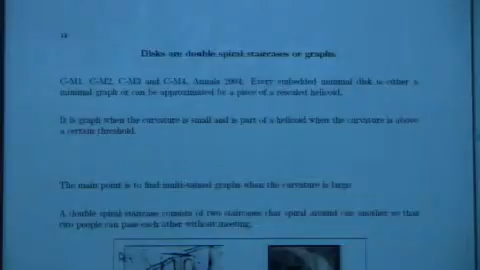 12
Disks are double spiral staircases or graphs
C-M1, C-M2, C-M3 and C-M4, Annals 2004. Every embedded minimal disk is either a
minimal graph or can be approximated by a piece of a rescaled helicoid.
It is graph when the curvature is small and is part of a helicoid when the curvature is above
a certain threshold.
The main point is to find multi-valued graphs when the curvature is large.
A double spiral staircase consists of two staircases that spiral around one another so that
two people can pass each other without meeting.